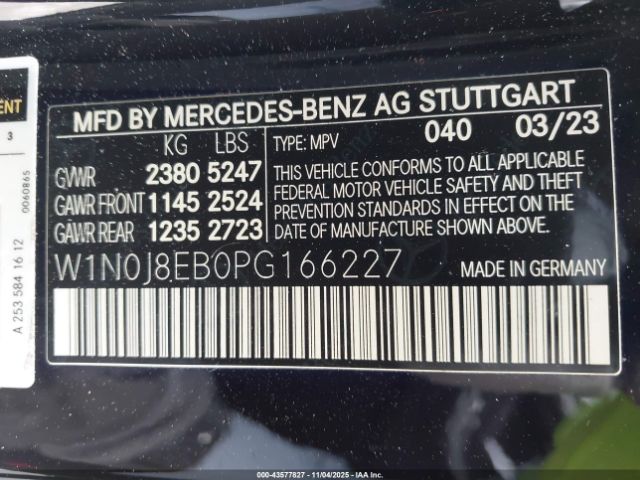 MFD BY MERCEDES-BENZ AG STUTTGART
KG LBS
TYPE: MPV 040 03/23
GVWR 2380 5247
GAWR FRONT 1145 2524
GAWR REAR 1235 2723
THIS VEHICLE CONFORMS TO ALL APPLICABLE
FEDERAL MOTOR VEHICLE SAFETY AND THEFT
PREVENTION STANDARDS IN EFFECT ON THE
DATE OF MANUFACTURE SHOWN ABOVE.
W1N0J8EB0PG166227 MADE IN GERMANY
3
0060865
A 253 584 16 12
000-43577827 - 11/04/2025 - IAA, Inc.